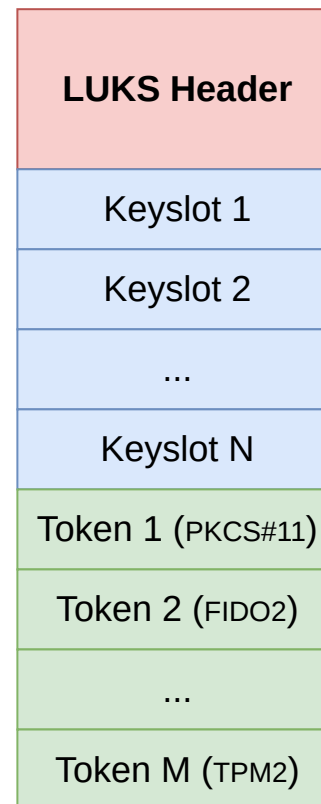 LUKS Header
Keyslot 1
Keyslot 2
...
Keyslot N
Token 1 (PKCS#11)
Token 2 (FIDO2)
...
Token M (TPM2)